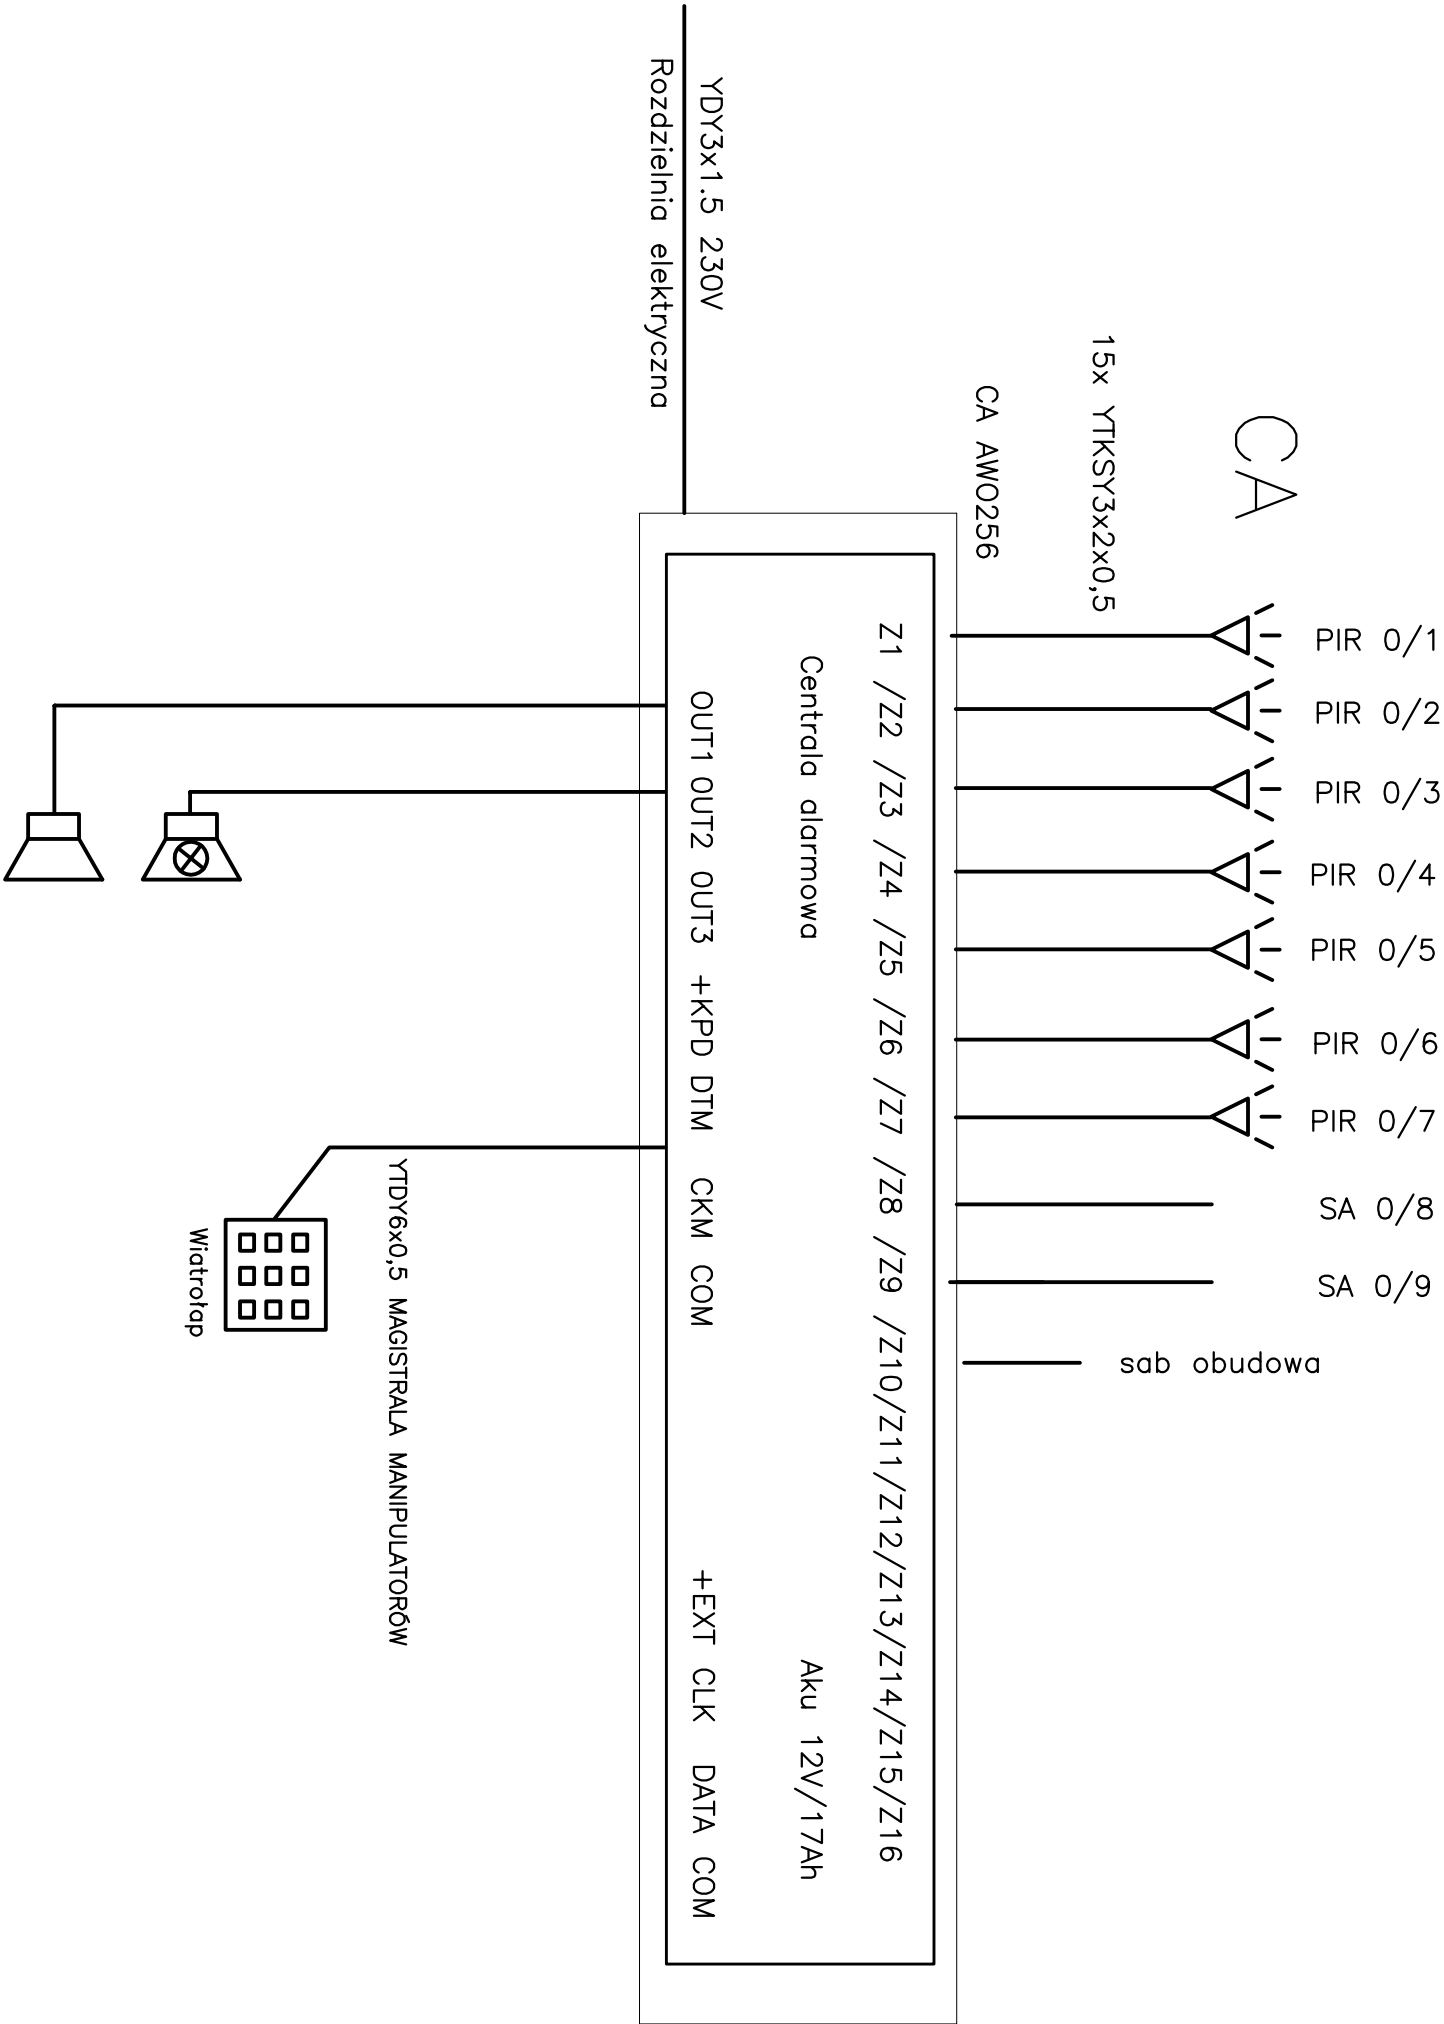 CA
15x YTKSY3x2x0,5
CA AWO256
YDY3x1.5 230V
Rozdzielnia elektryczna
PIR 0/1
PIR 0/2
PIR 0/3
PIR 0/4
PIR 0/5
PIR 0/6
PIR 0/7
SA 0/8
SA 0/9
sab obudowa
Z1 /Z2 /Z3 /Z4 /Z5 /Z6 /Z7 /Z8 /Z9 /Z10/Z11/Z12/Z13/Z14/Z15/Z16
Centrala alarmowa
Aku 12V/17Ah
OUT1 OUT2 OUT3 +KPD DTM CKM COM
+EXT CLK DATA COM
YTDY6x0,5 MAGISTRALA MANIPULATORÓW
Wiatrołap